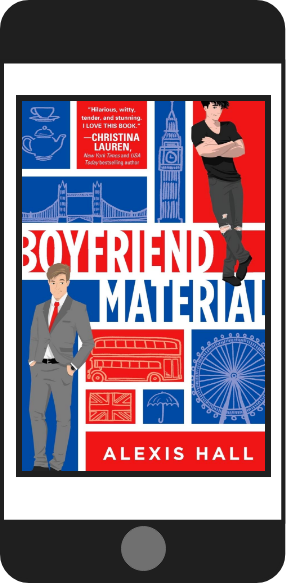 "Hilarious, witty,
tender, and stunning.
I LOVE THIS BOOK."
—CHRISTINA
LAUREN,
New York Times and USA
Today bestselling author
BOYFRIEND
MATERIAL
ALEXIS HALL